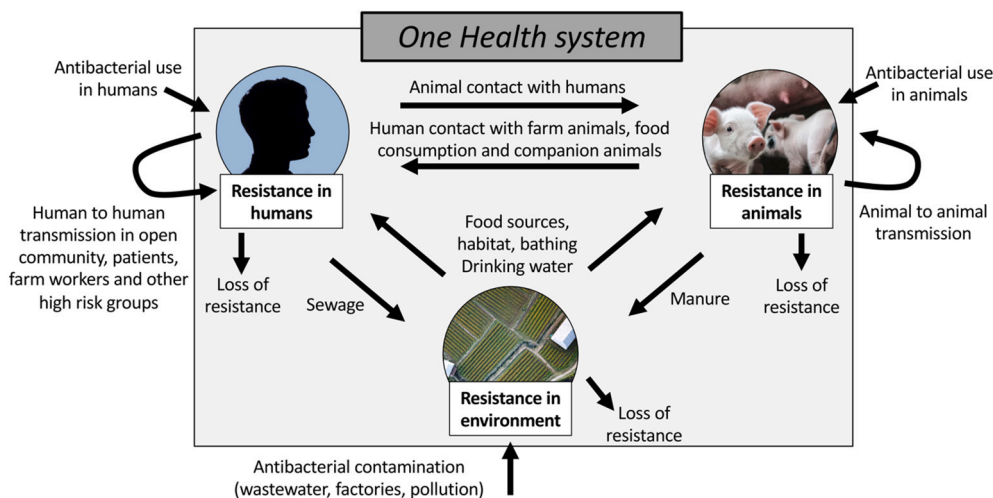 One Health system
Antibacterial use
in humans
Animal contact with humans
Antibacterial use
in animals
Human contact with farm animals, food
consumption and companion animals
Resistance in
humans
Resistance in
animals
Human to human
transmission in open
community, patients,
farm workers and other
high risk groups
Food sources,
habitat, bathing
Drinking water
Animal to animal
transmission
Loss of
resistance
Sewage
Manure
Loss of
resistance
Resistance in
environment
Loss of
resistance
Antibacterial contamination
(wastewater, factories, pollution)